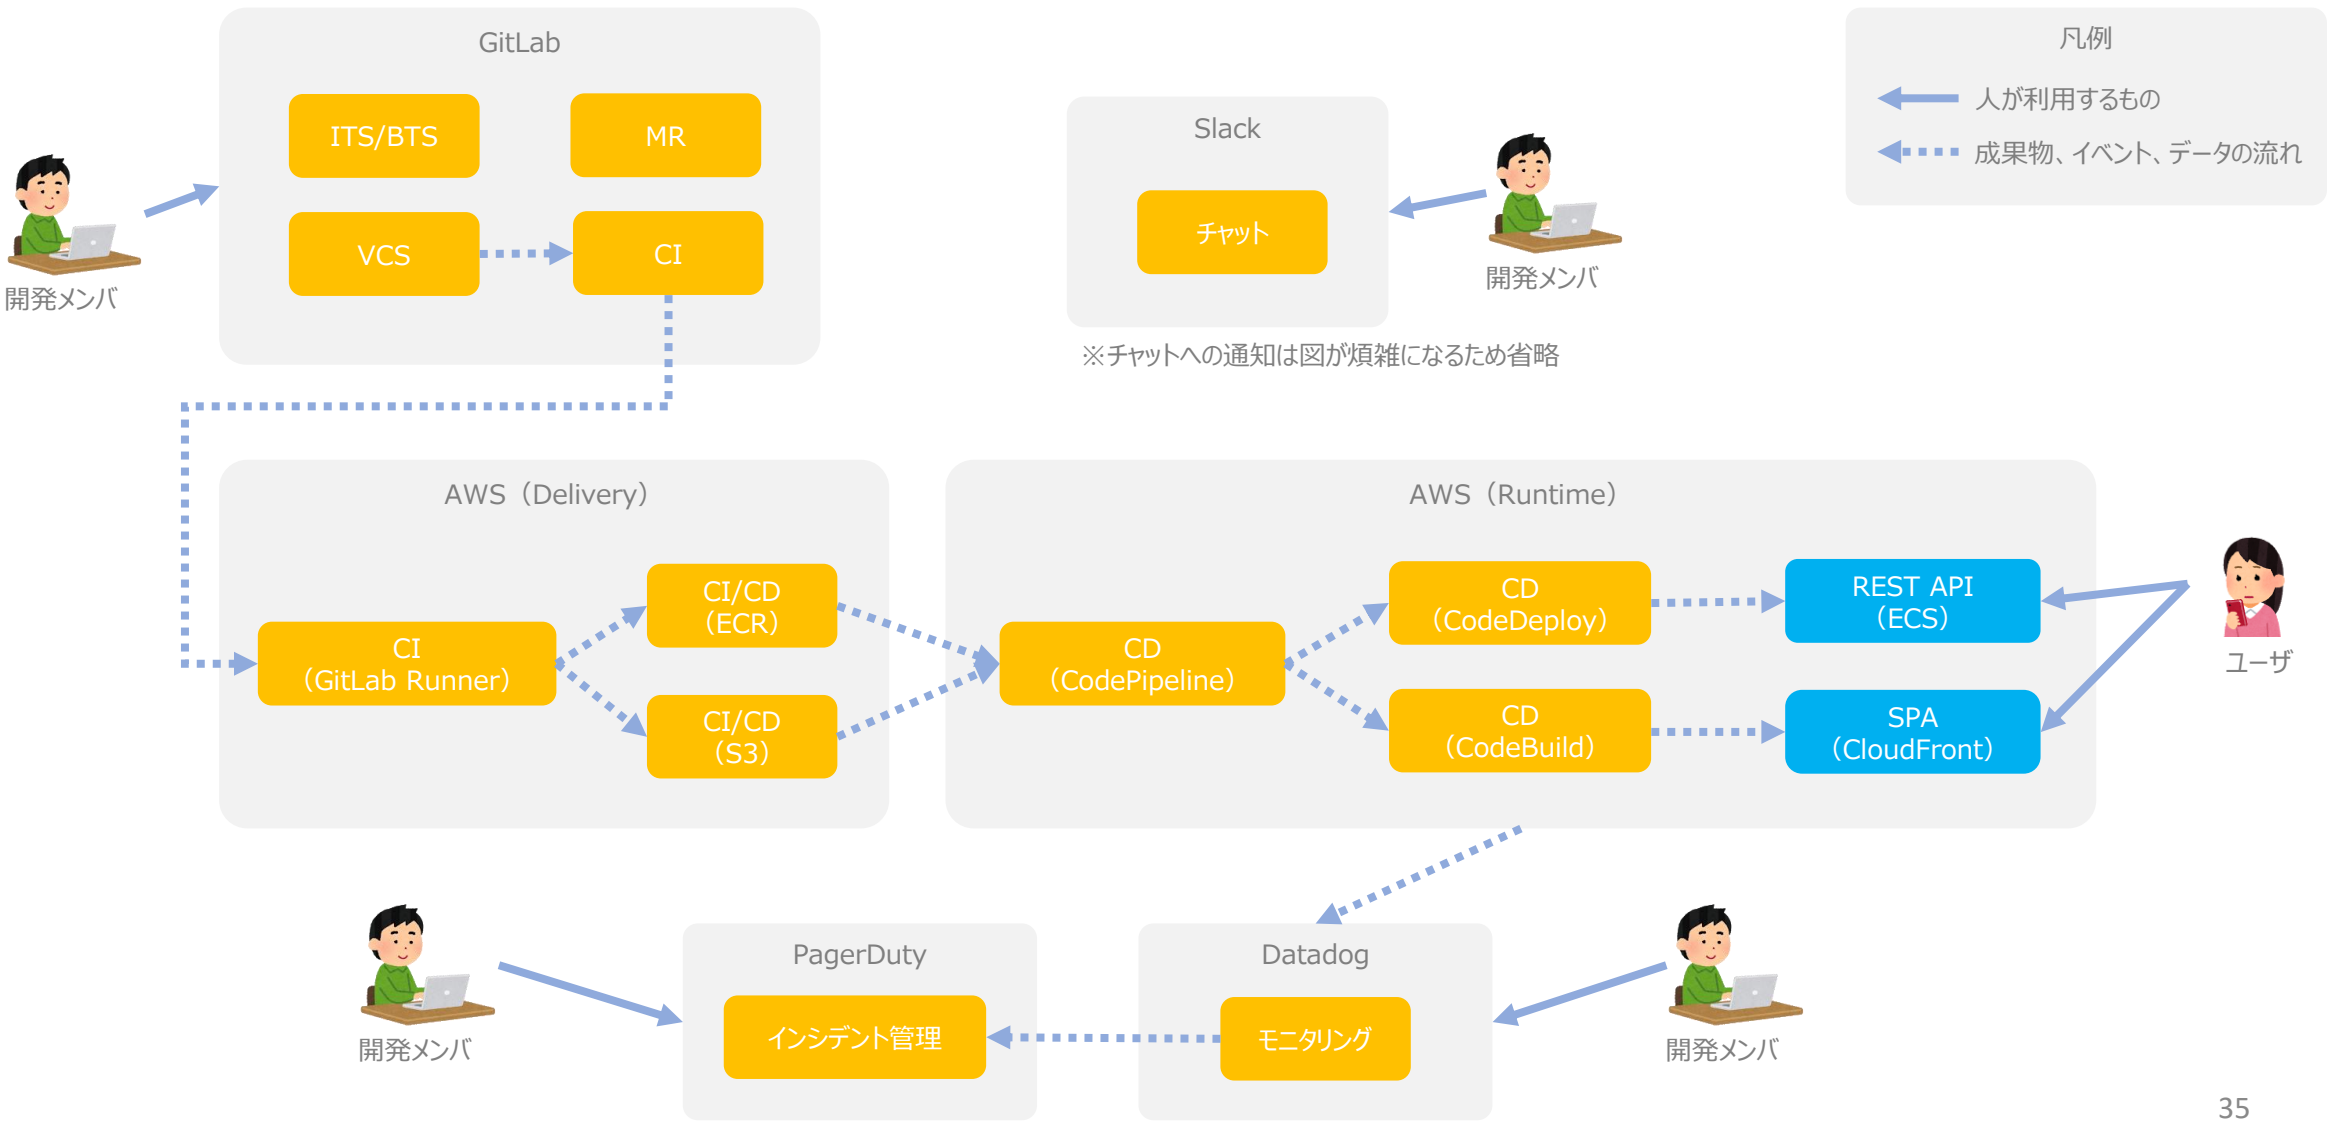 GitLab
ITS/BTS
MR
VCS
CI
開発メンバ
Slack
チャット
開発メンバ
※チャットへの通知は図が煩雑になるため省略
凡例
人が利用するもの
成果物、イベント、データの流れ
AWS（Delivery）
CI
（GitLab Runner）
CI/CD
（ECR）
CI/CD
（S3）
AWS（Runtime）
CD
（CodePipeline）
CD
（CodeDeploy）
CD
（CodeBuild）
REST API
（ECS）
SPA
（CloudFront）
ユーザ
開発メンバ
PagerDuty
インシデント管理
Datadog
モニタリング
開発メンバ
35